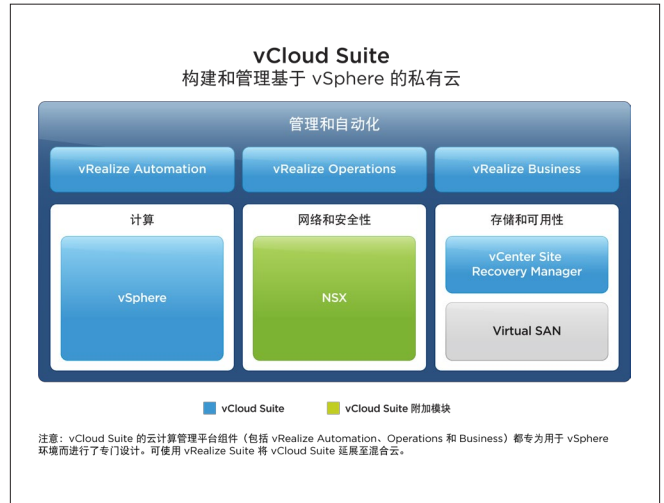 vCloud Suite
构建和管理基于 vSphere 的私有云
管理和自动化
vRealize Automation
vRealize Operations
vRealize Business
计算
网络和安全性
存储和可用性
vSphere
NSX
vCenter Site
Recovery Manager
Virtual SAN
vCloud Suite
vCloud Suite 附加模块
注意：vCloud Suite 的云计算管理平台组件（包括 vRealize Automation、Operations 和 Business）都专为用于 vSphere
环境而进行了专门设计。可使用 vRealize Suite 将 vCloud Suite 延展至混合云。